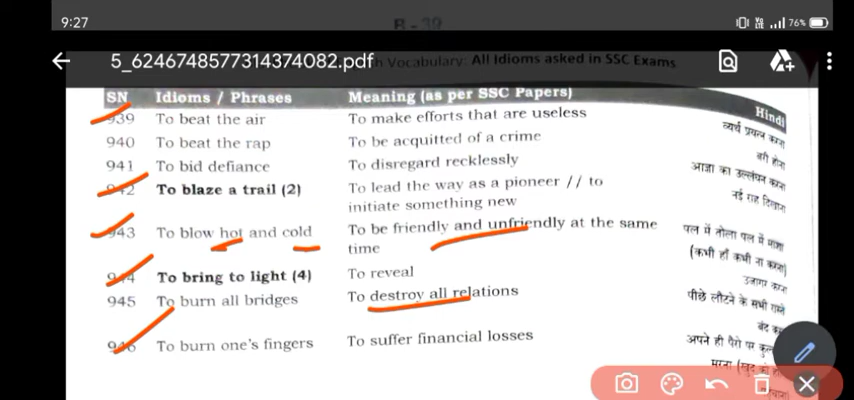 9:27
R - 39
76%
5_6246748577314374082.pdf
Vocabulary: All Idioms asked in SSC Exams
SN Idioms / Phrases Meaning (as per SSC Papers) Hindi
939 To beat the air To make efforts that are useless व्यर्थ प्रयत्न करना
940 To beat the rap To be acquitted of a crime बरी होना
941 To bid defiance To disregard recklessly आज्ञा का उल्लंघन करना
942 To blaze a trail (2) To lead the way as a pioneer // to नई राह दिखाना
initiate something new
943 To blow hot and cold To be friendly and unfriendly at the same पल में तोला पल में माशा
time (कभी हाँ कभी ना करना)
944 To bring to light (4) To reveal उजागर करना
945 To burn all bridges To destroy all relations पीछे लौटने के सभी रास्ते
बंद
946 To burn one's fingers To suffer financial losses अपने ही पैरो पर
मारना (खुद को